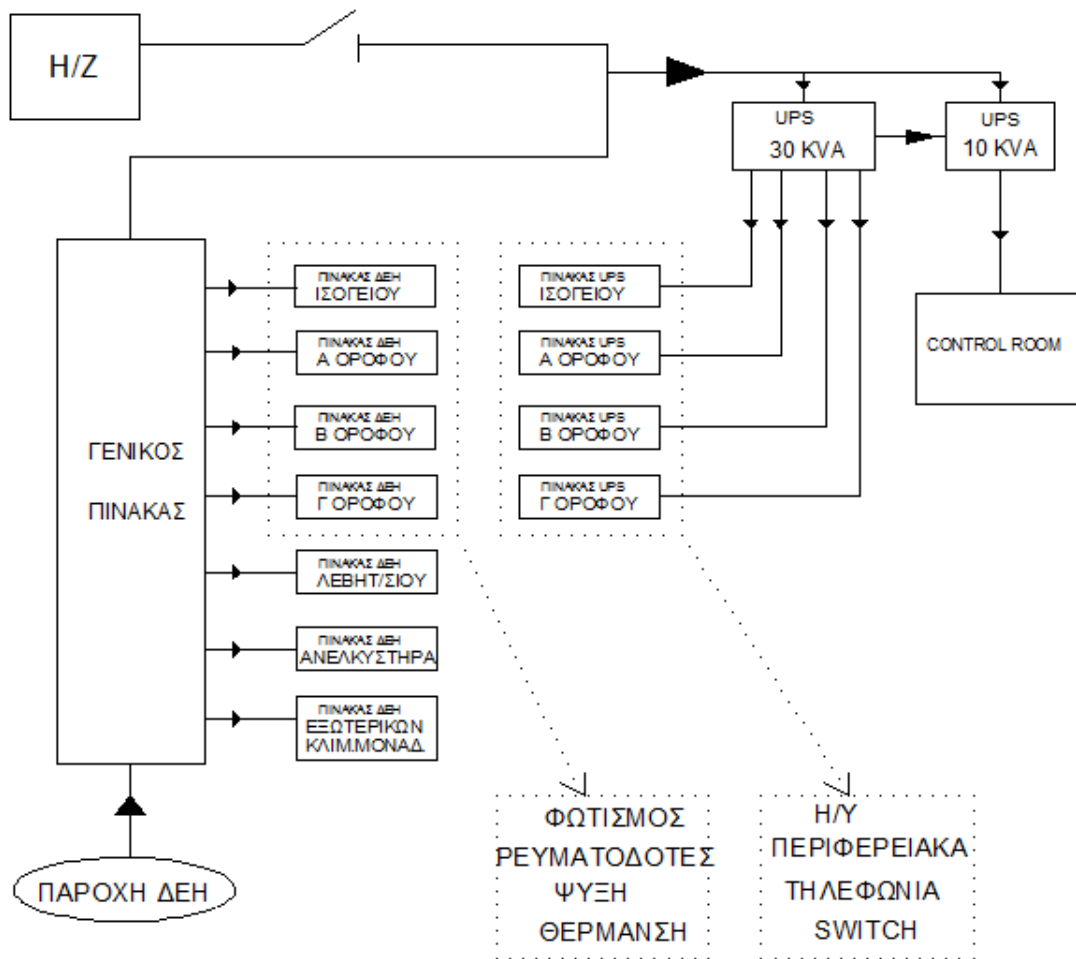 Η/Ζ
UPS
30 KVA
UPS
10 KVA
ΓΕΝΙΚΟΣ
ΠΙΝΑΚΑΣ
ΠΙΝΑΚΑΣ ΔΕΗ
ΙΣΟΓΕΙΟΥ
ΠΙΝΑΚΑΣ ΔΕΗ
Α ΟΡΟΦΟΥ
ΠΙΝΑΚΑΣ ΔΕΗ
Β ΟΡΟΦΟΥ
ΠΙΝΑΚΑΣ ΔΕΗ
Γ ΟΡΟΦΟΥ
ΠΙΝΑΚΑΣ ΔΕΗ
ΛΕΒΗΤ/ΣΙΟΥ
ΠΙΝΑΚΑΣ ΔΕΗ
ΑΝΕΛΚΥΣΤΗΡΑ
ΠΙΝΑΚΑΣ ΔΕΗ
ΕΞΩΤΕΡΙΚΩΝ
ΚΛΙΜ.ΜΟΝΑΔ.
ΠΙΝΑΚΑΣ UPS
ΙΣΟΓΕΙΟΥ
ΠΙΝΑΚΑΣ UPS
Α ΟΡΟΦΟΥ
ΠΙΝΑΚΑΣ UPS
Β ΟΡΟΦΟΥ
ΠΙΝΑΚΑΣ UPS
Γ ΟΡΟΦΟΥ
CONTROL ROOM
ΠΑΡΟΧΗ ΔΕΗ
ΦΩΤΙΣΜΟΣ
ΡΕΥΜΑΤΟΔΟΤΕΣ
ΨΥΞΗ
ΘΕΡΜΑΝΣΗ
Η/Υ
ΠΕΡΙΦΕΡΕΙΑΚΑ
ΤΗΛΕΦΩΝΙΑ
SWITCH